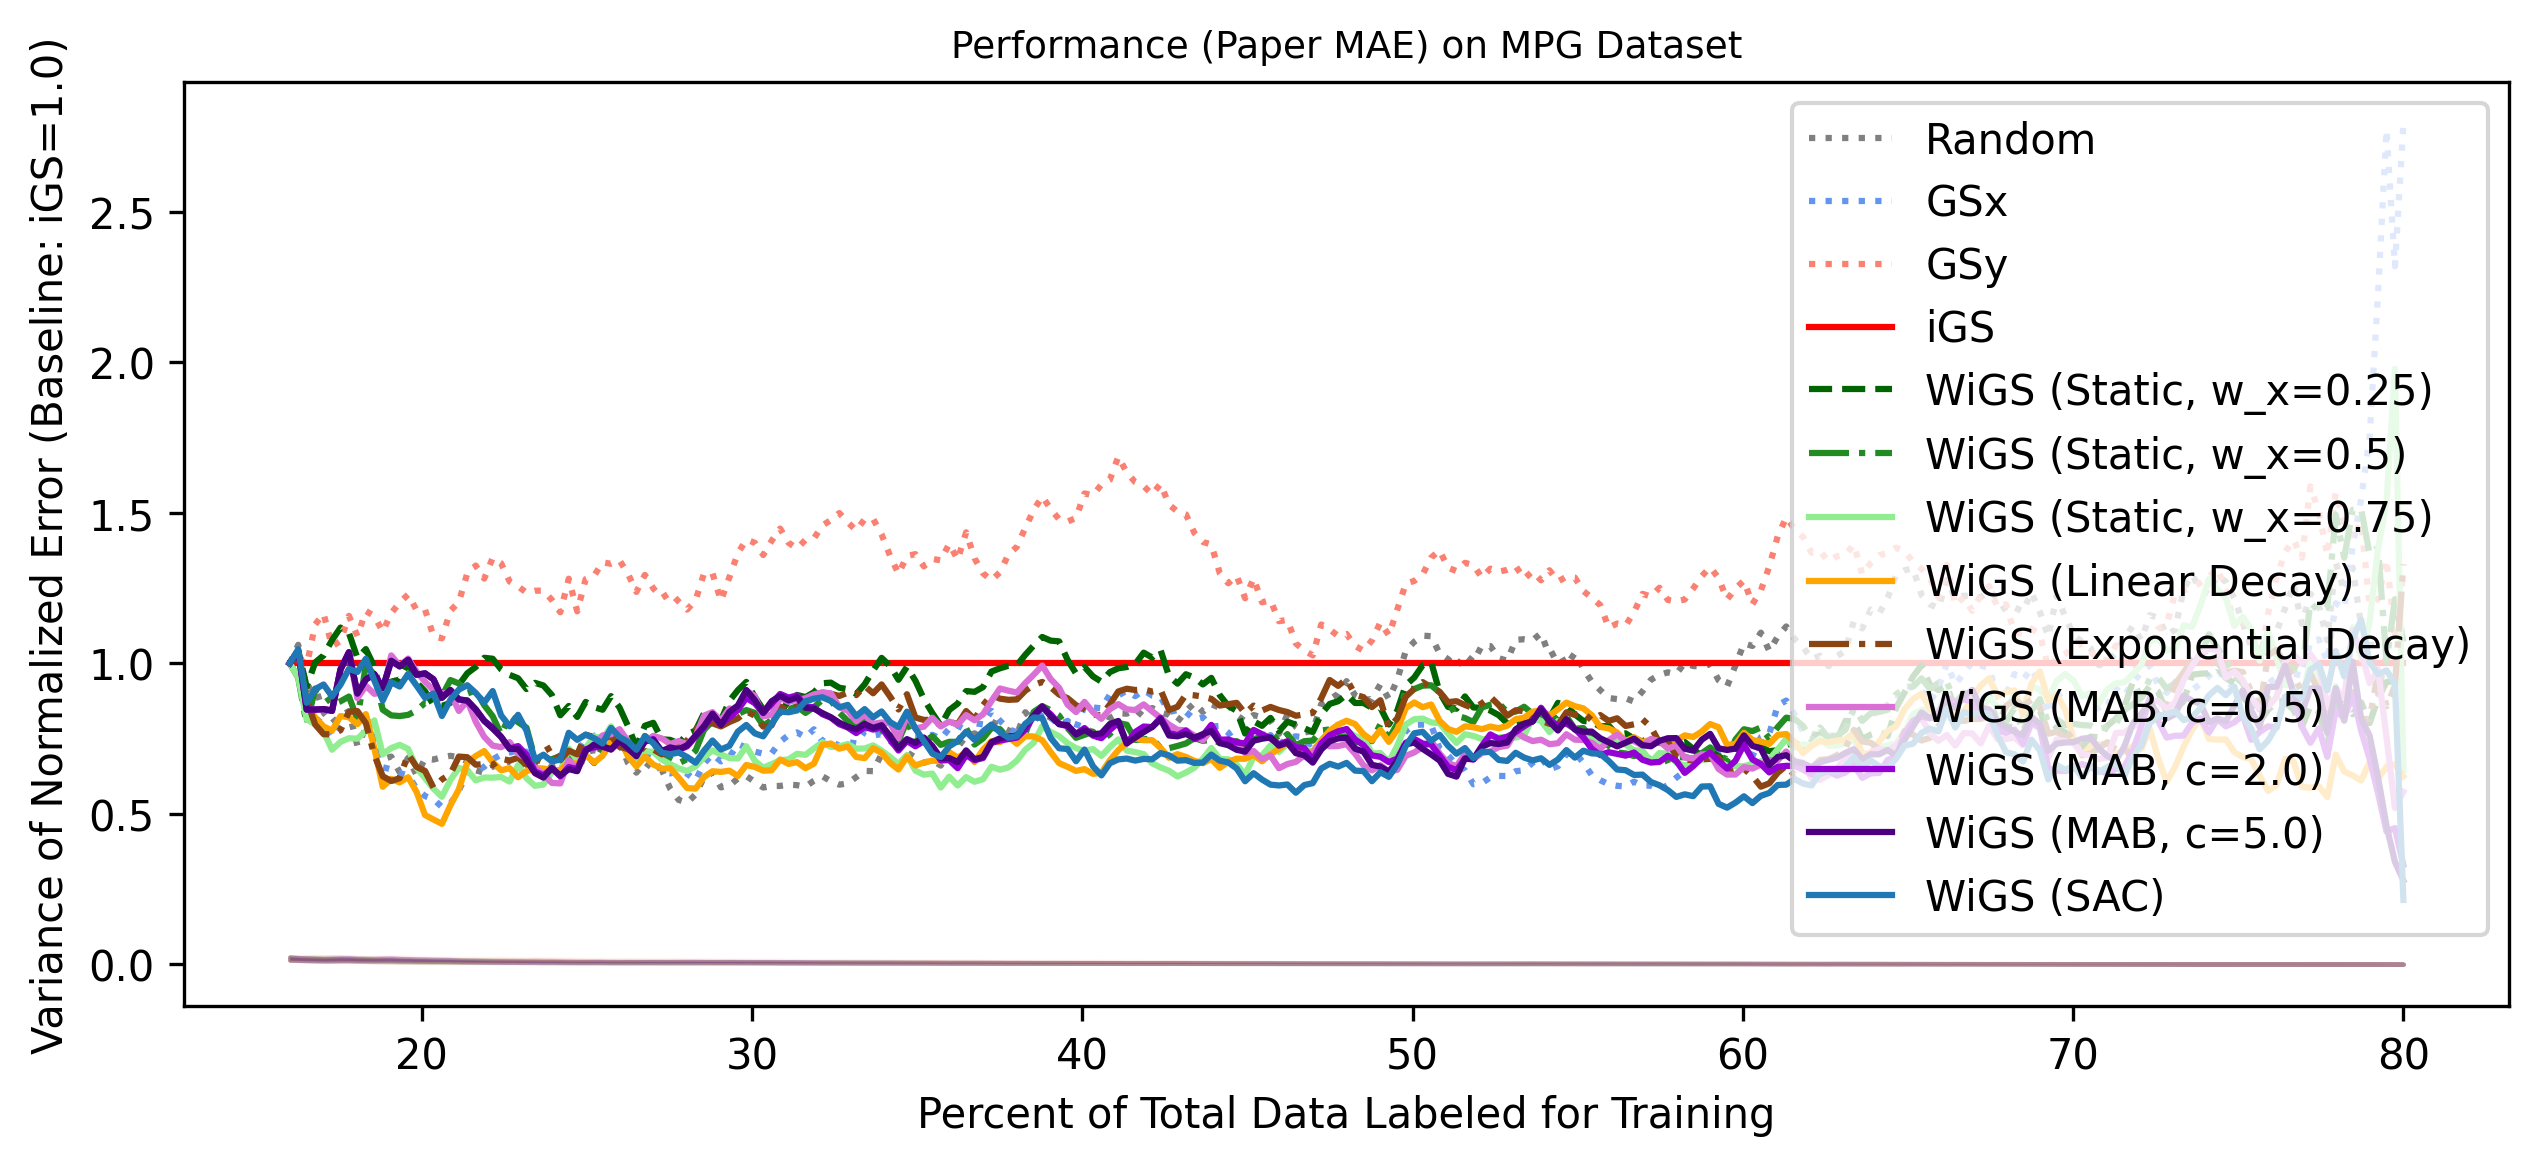 Performance (Paper MAE) on MPG Dataset
Variance of Normalized Error (Baseline: iGS=1.0)
2.5
2.0
1.5
1.0
0.5
0.0
Random
GSx
GSy
iGS
WiGS (Static, w_x=0.25)
WiGS (Static, w_x=0.5)
WiGS (Static, w_x=0.75)
WiGS (Linear Decay)
WiGS (Exponential Decay)
WiGS (MAB, c=0.5)
WiGS (MAB, c=2.0)
WiGS (MAB, c=5.0)
WiGS (SAC)
20 30 40 50 60 70 80
Percent of Total Data Labeled for Training